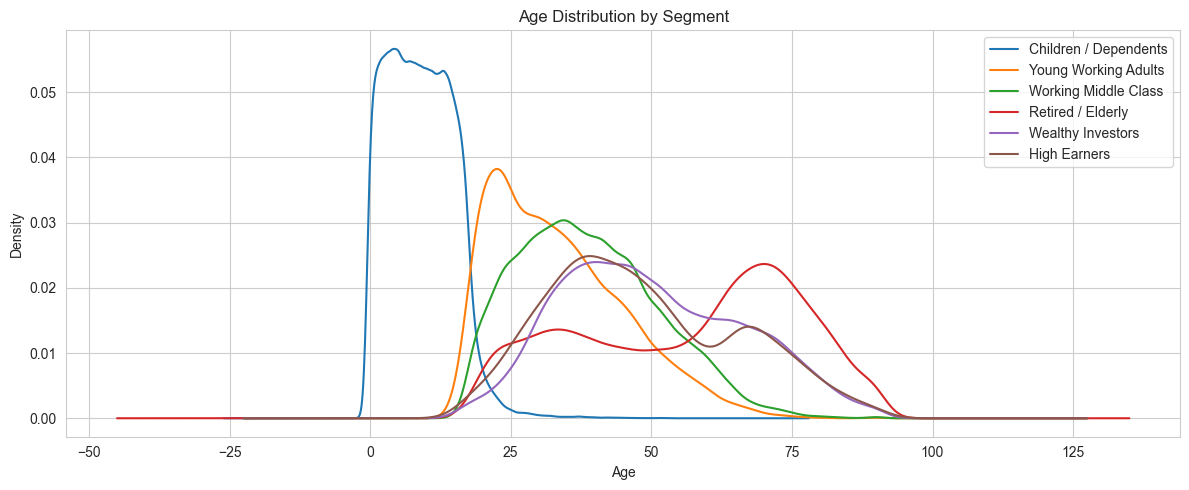 Age Distribution by Segment
Children / Dependents
Young Working Adults
Working Middle Class
Retired / Elderly
Wealthy Investors
High Earners
Density
0.05
0.04
0.03
0.02
0.01
0.00
−50 −25 0 25 50 75 100 125
Age